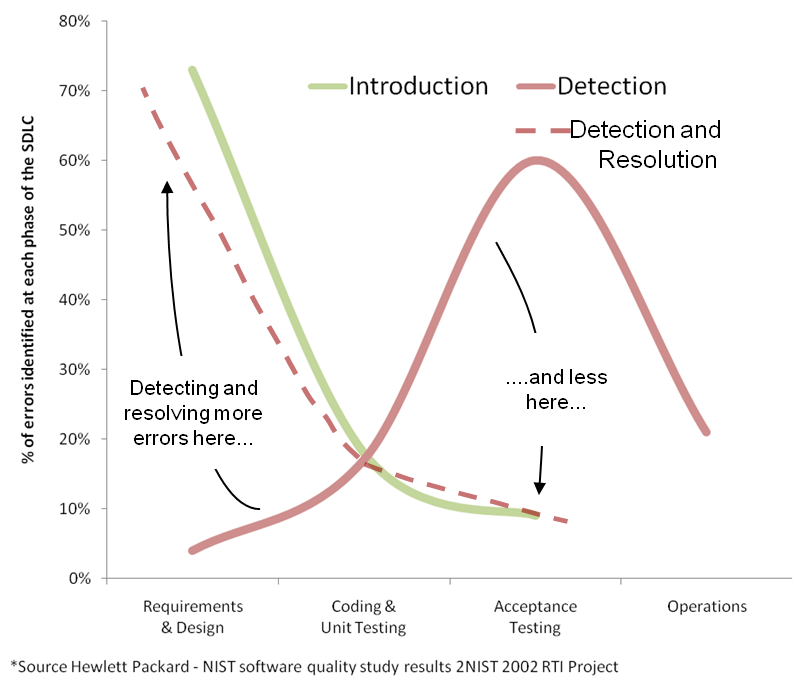 80%
70%
60%
50%
40%
30%
20%
10%
0%
% of errors identified at each phase of the SDLC
Introduction
Detection
Detection and
Resolution
Detecting and
resolving more
errors here...
....and less
here...
Requirements
& Design
Coding &
Unit Testing
Acceptance
Testing
Operations
*Source Hewlett Packard - NIST software quality study results 2NIST 2002 RTI Project